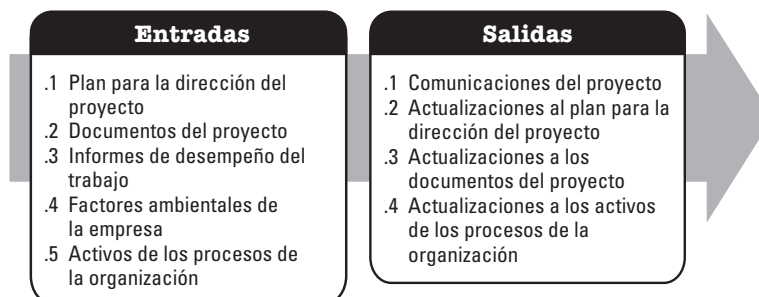 Entradas
.1 Plan para la dirección del
proyecto
.2 Documentos del proyecto
.3 Informes de desempeño del
trabajo
.4 Factores ambientales de
la empresa
.5 Activos de los procesos de
la organización
Salidas
.1 Comunicaciones del proyecto
.2 Actualizaciones al plan para la
dirección del proyecto
.3 Actualizaciones a los
documentos del proyecto
.4 Actualizaciones a los activos
de los procesos de la
organización